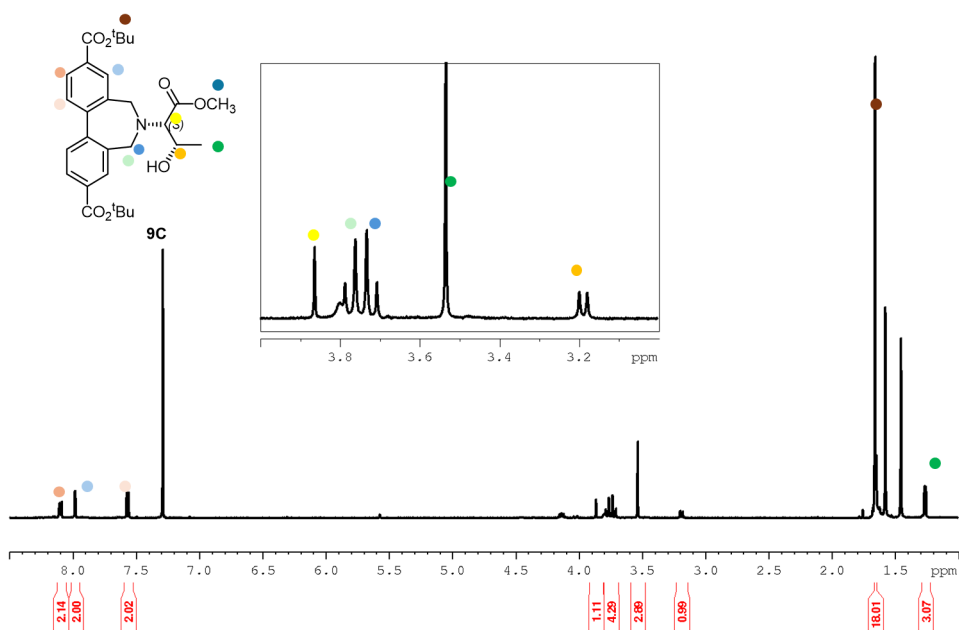 CO₂ᵗBu
O
OCH₃
N
(S)
HO
CO₂ᵗBu
9C
3.8 3.6 3.4 3.2 ppm
8.0 7.5 7.0 6.5 6.0 5.5 5.0 4.5 4.0 3.5 3.0 2.5 2.0 1.5 ppm
2.14 2.00 2.02 1.11 4.29 2.89 0.99 18.01 3.07